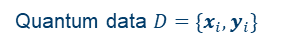 Quantum data 𝐷 = {𝒙ᵢ, 𝒚ᵢ}